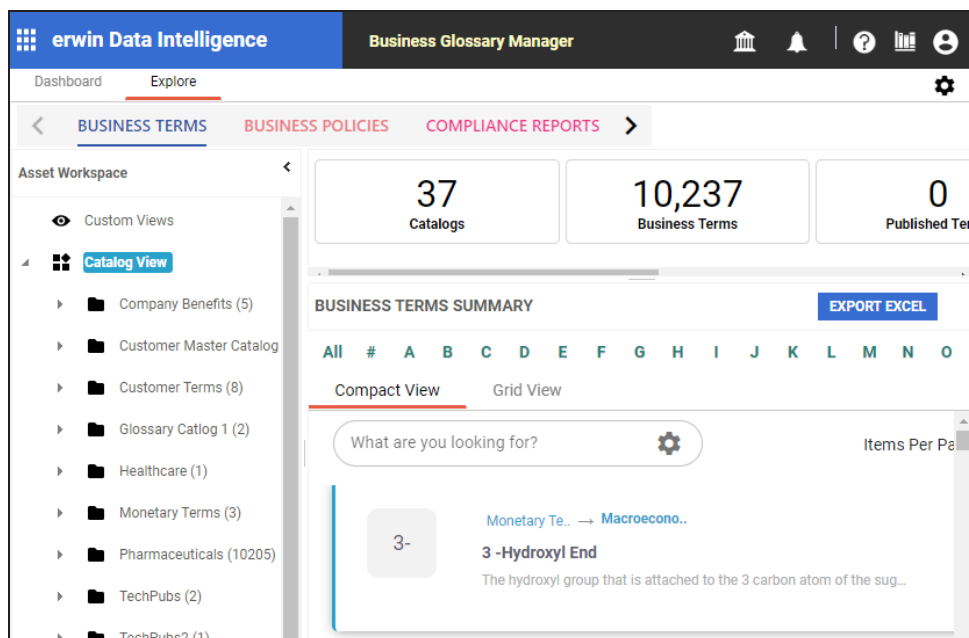 erwin Data Intelligence
Business Glossary Manager
Dashboard
Explore
BUSINESS TERMS
BUSINESS POLICIES
COMPLIANCE REPORTS
Asset Workspace
Custom Views
Catalog View
Company Benefits (5)
Customer Master Catalog
Customer Terms (8)
Glossary Catlog 1 (2)
Healthcare (1)
Monetary Terms (3)
Pharmaceuticals (10205)
TechPubs (2)
TechPubs2 (1)
37
Catalogs
10,237
Business Terms
0
Published Te
BUSINESS TERMS SUMMARY
EXPORT EXCEL
All # A B C D E F G H I J K L M N O
Compact View
Grid View
What are you looking for?
Items Per Pa
3-
Monetary Te.. → Macroecono..
3 -Hydroxyl End
The hydroxyl group that is attached to the 3 carbon atom of the sug...